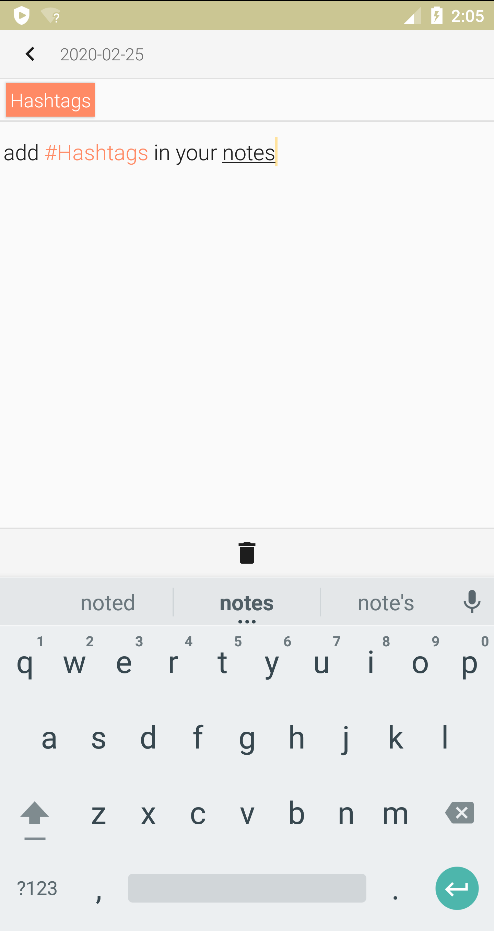 2:05
2020-02-25
Hashtags
add #Hashtags in your notes
noted notes note's
1 2 3 4 5 6 7 8 9 0
q w e r t y u i o p
a s d f g h j k l
z x c v b n m
?123 , .